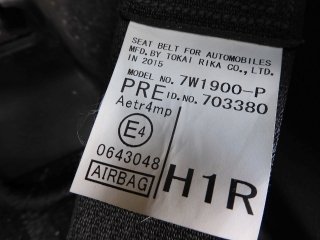 SEAT BELT FOR AUTOMOBILES
MFD.BY TOKAI RIKA CO.,LTD.
IN 2015
MODEL NO. 7W1900-P
PRE ID.NO. 703380
Aetr4mp
E4
0643048
AIRBAG
H1R